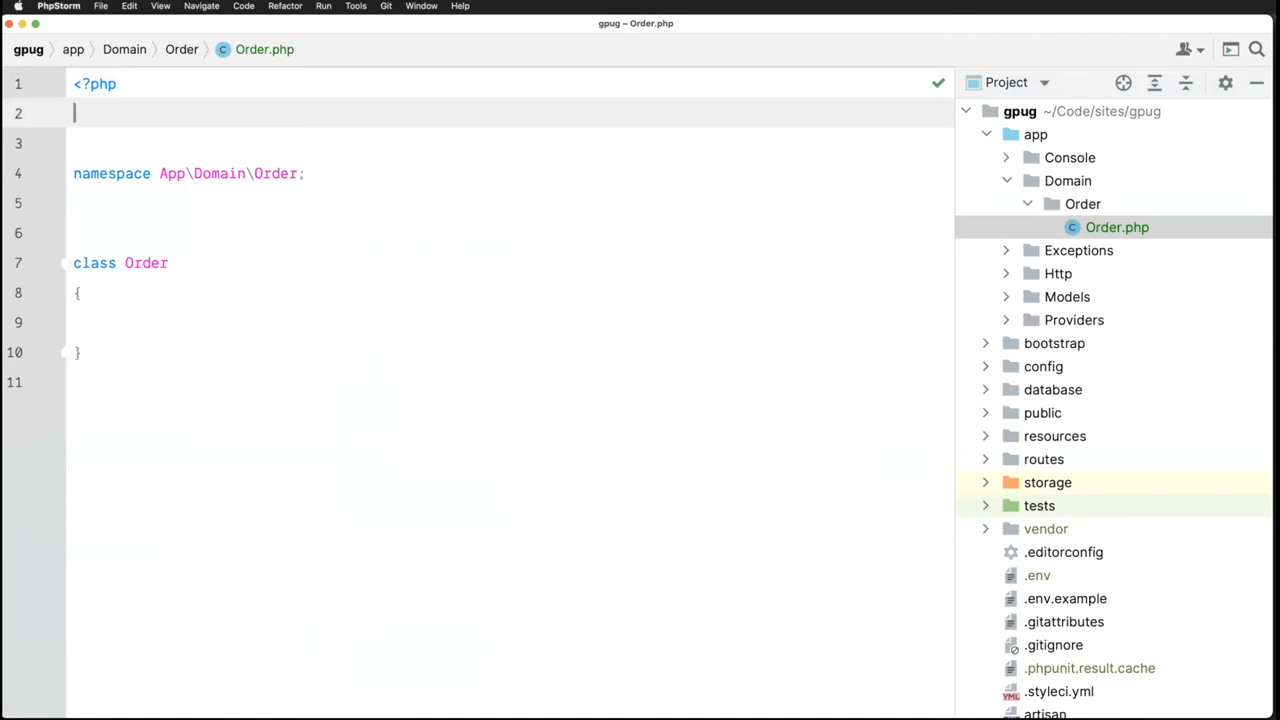 PhpStorm File Edit View Navigate Code Refactor Run Tools Git Window Help
gpug – Order.php
gpug app Domain Order C Order.php
Project
1 <?php
2
3
4 namespace App\Domain\Order;
5
6
7 class Order
8 {
9
10 }
11
gpug ~/Code/sites/gpug
app
Console
Domain
Order
C Order.php
Exceptions
Http
Models
Providers
bootstrap
config
database
public
resources
routes
storage
tests
vendor
.editorconfig
.env
.env.example
.gitattributes
.gitignore
.phpunit.result.cache
YML .styleci.yml
artisan